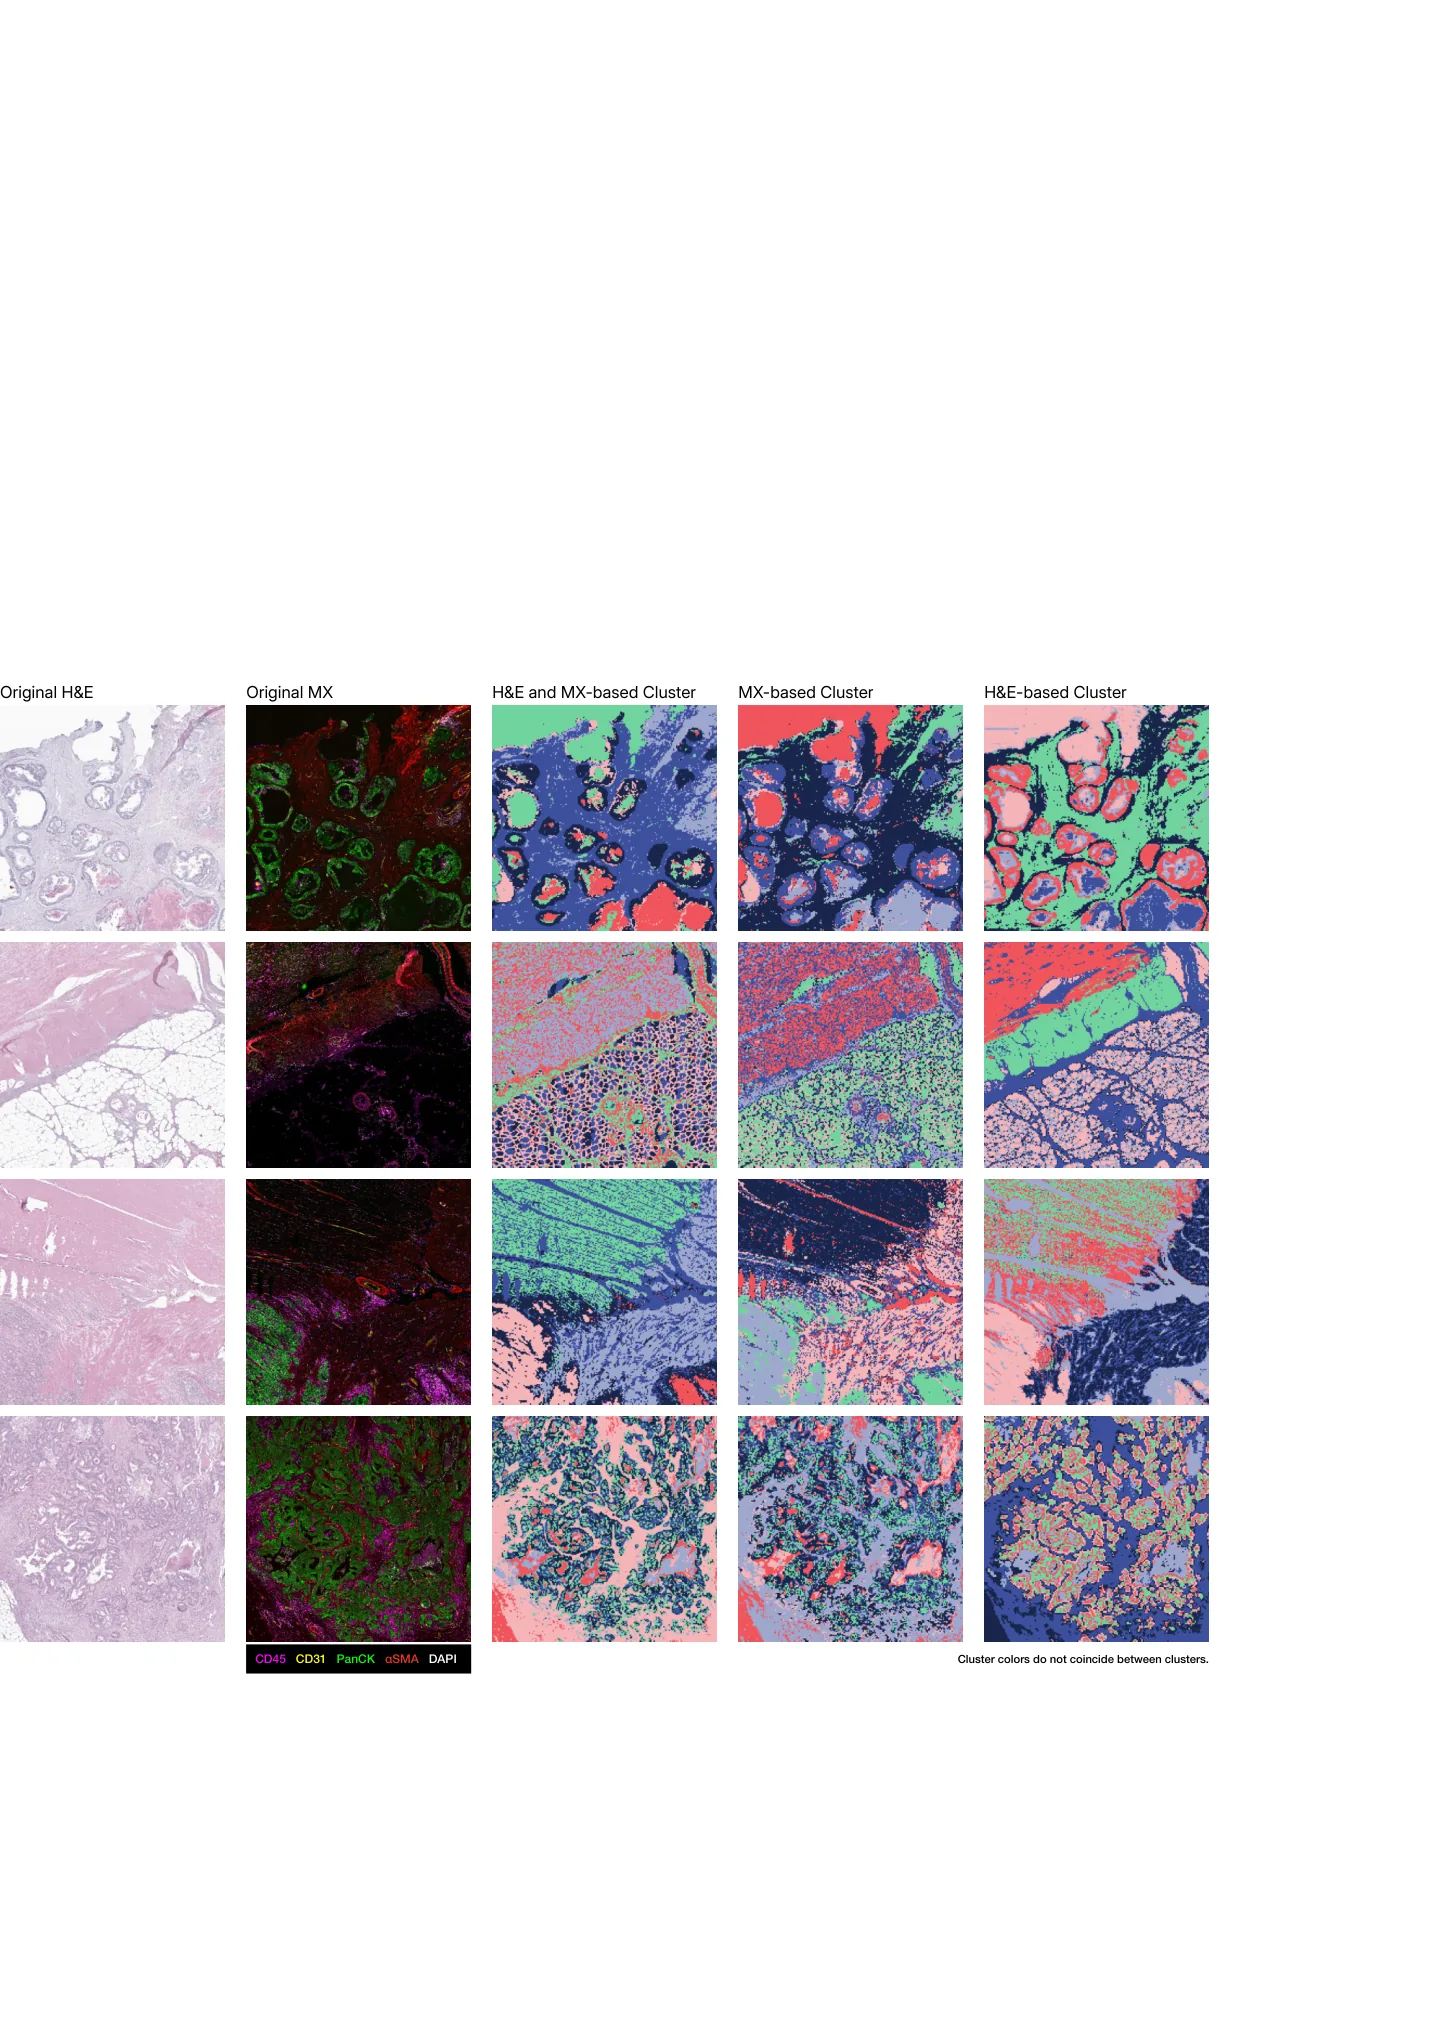 Original H&E
Original MX
H&E and MX-based Cluster
MX-based Cluster
H&E-based Cluster
CD45 CD31 PanCK αSMA DAPI
Cluster colors do not coincide between clusters.